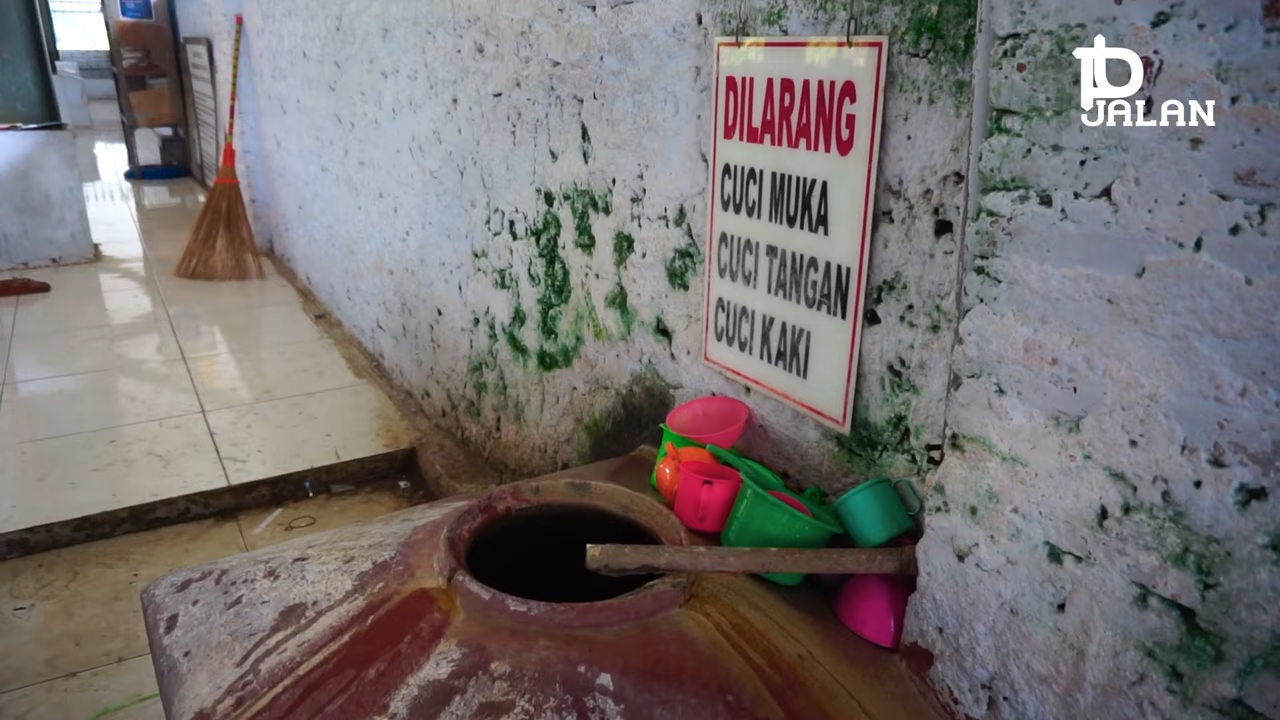 DILARANG
CUCI MUKA
CUCI TANGAN
CUCI KAKI
JALAN